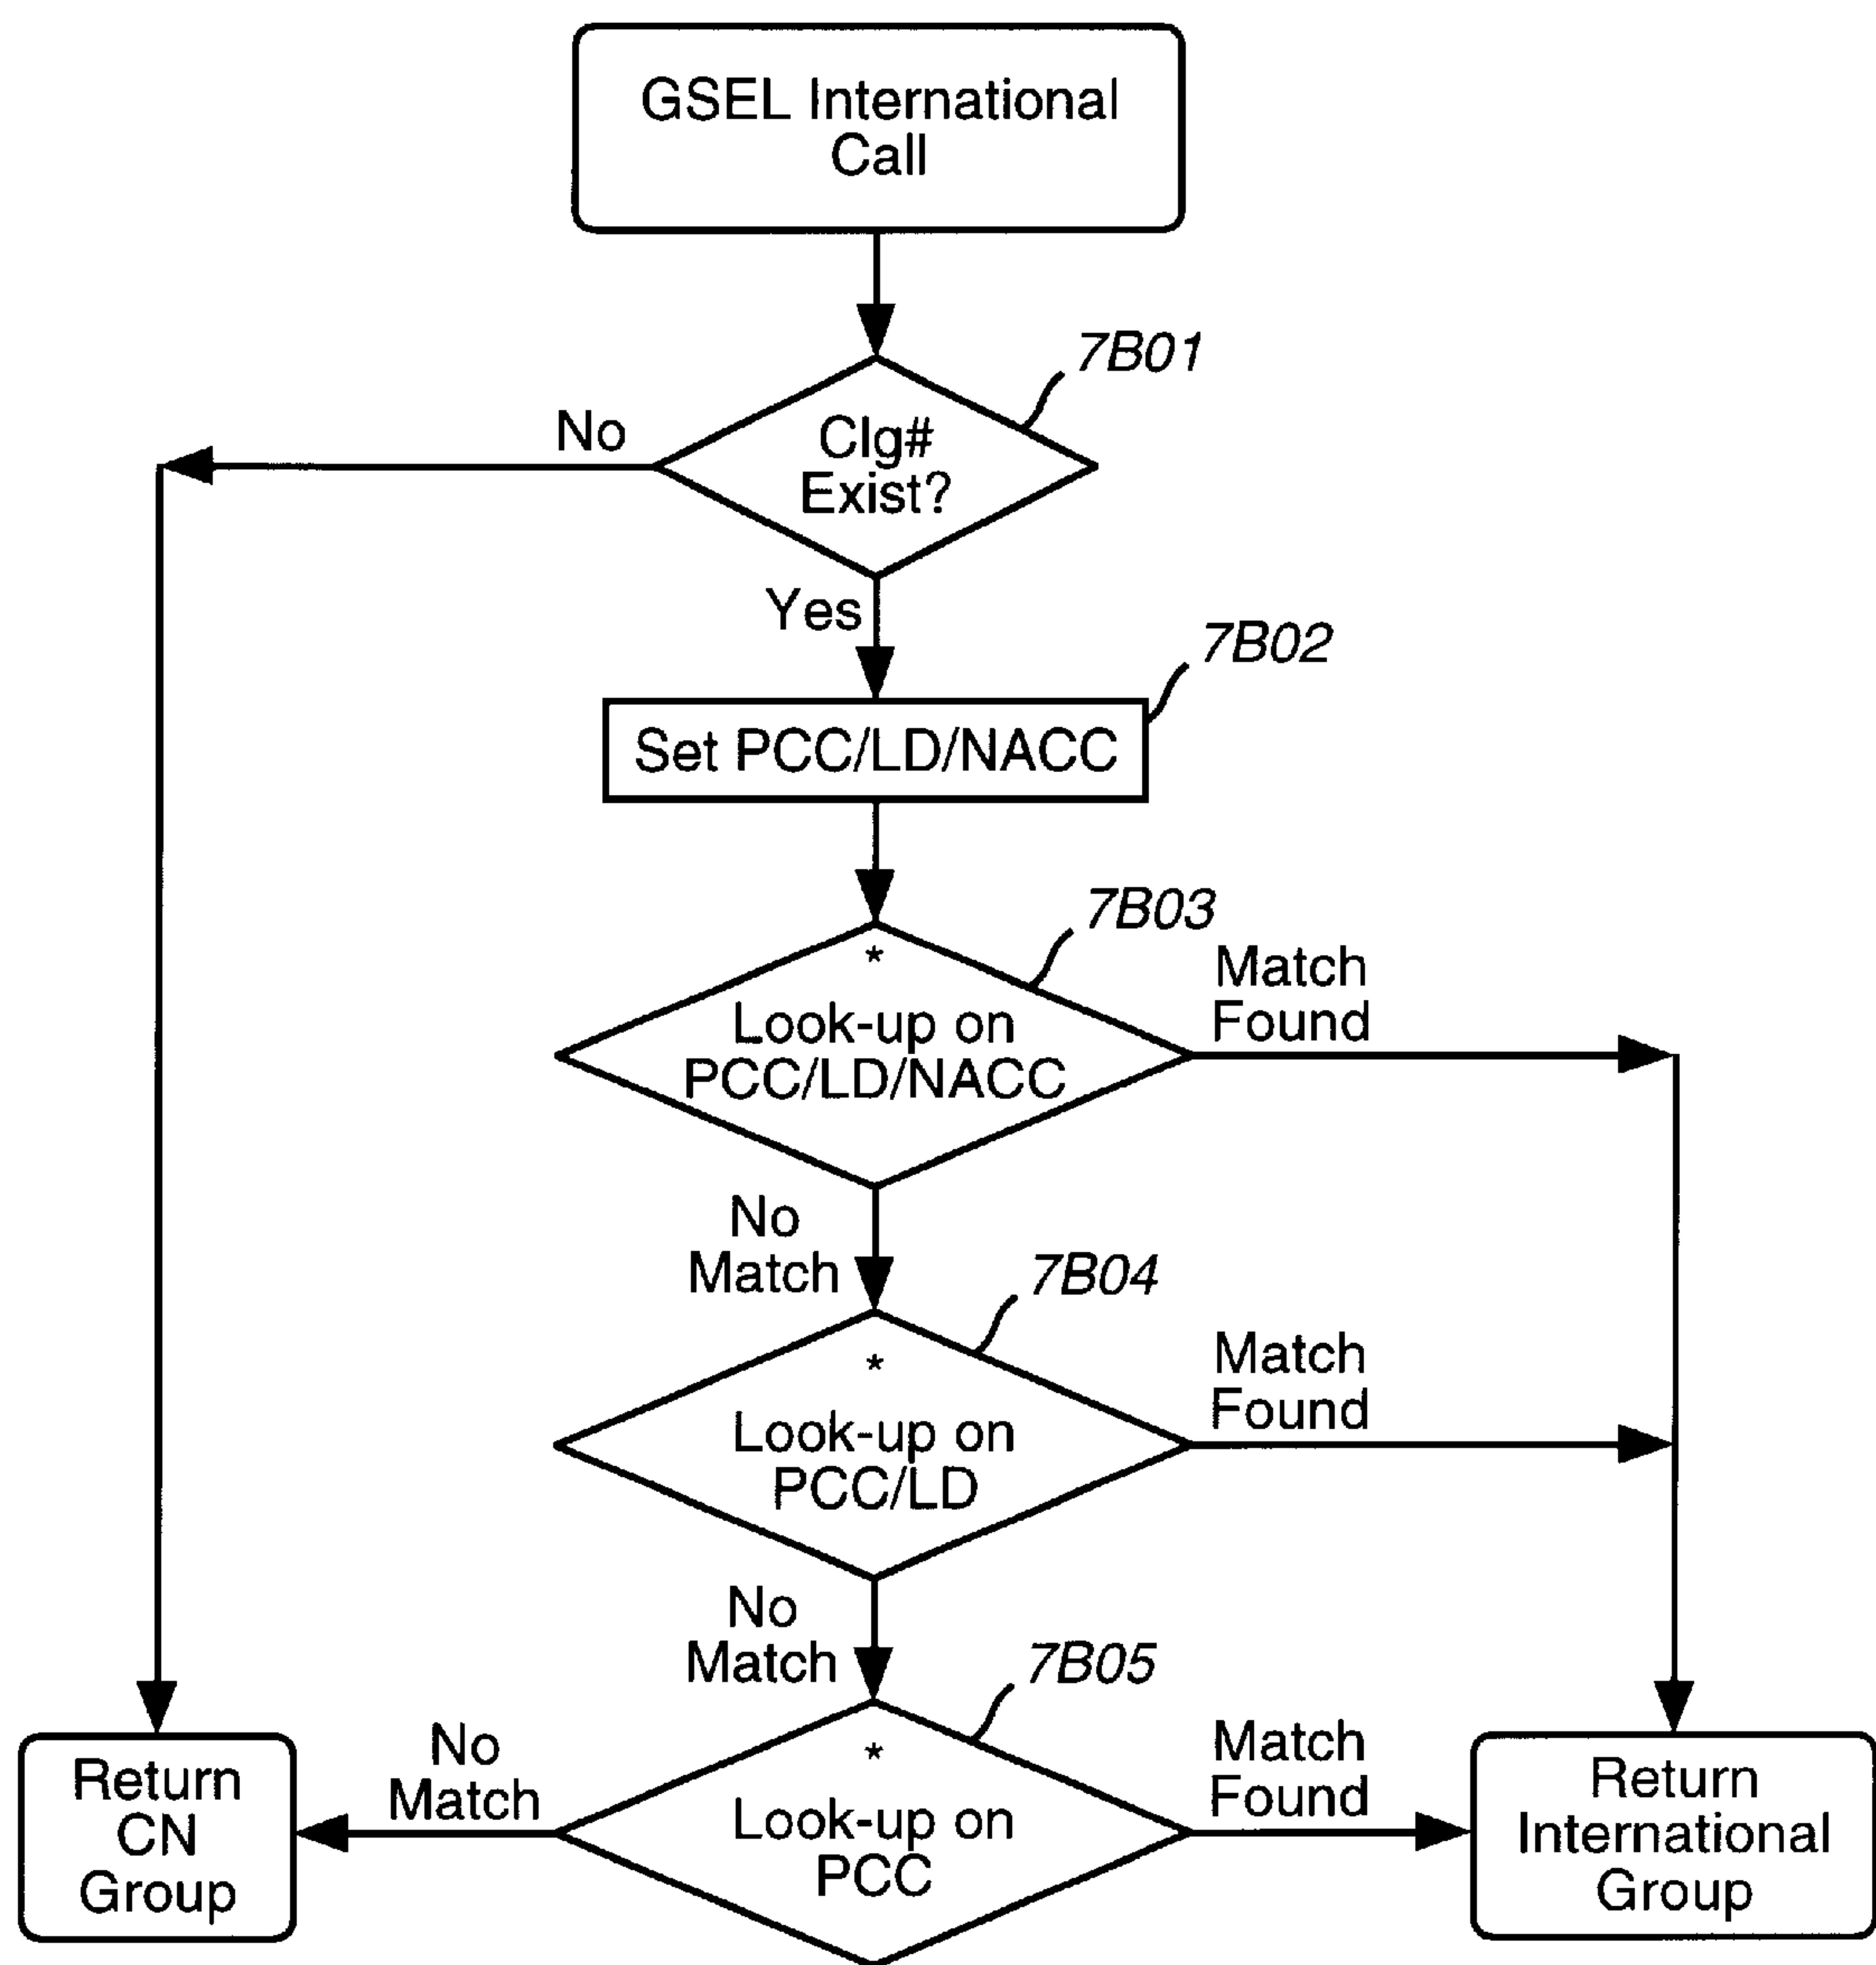 GSEL International
Call
7B01
Clg#
Exist?
No
Yes
7B02
Set PCC/LD/NACC
7B03
*
Look-up on
PCC/LD/NACC
Match
Found
No
Match
7B04
*
Look-up on
PCC/LD
Match
Found
No
Match
7B05
*
Look-up on
PCC
No
Match
Match
Found
Return
CN
Group
Return
International
Group